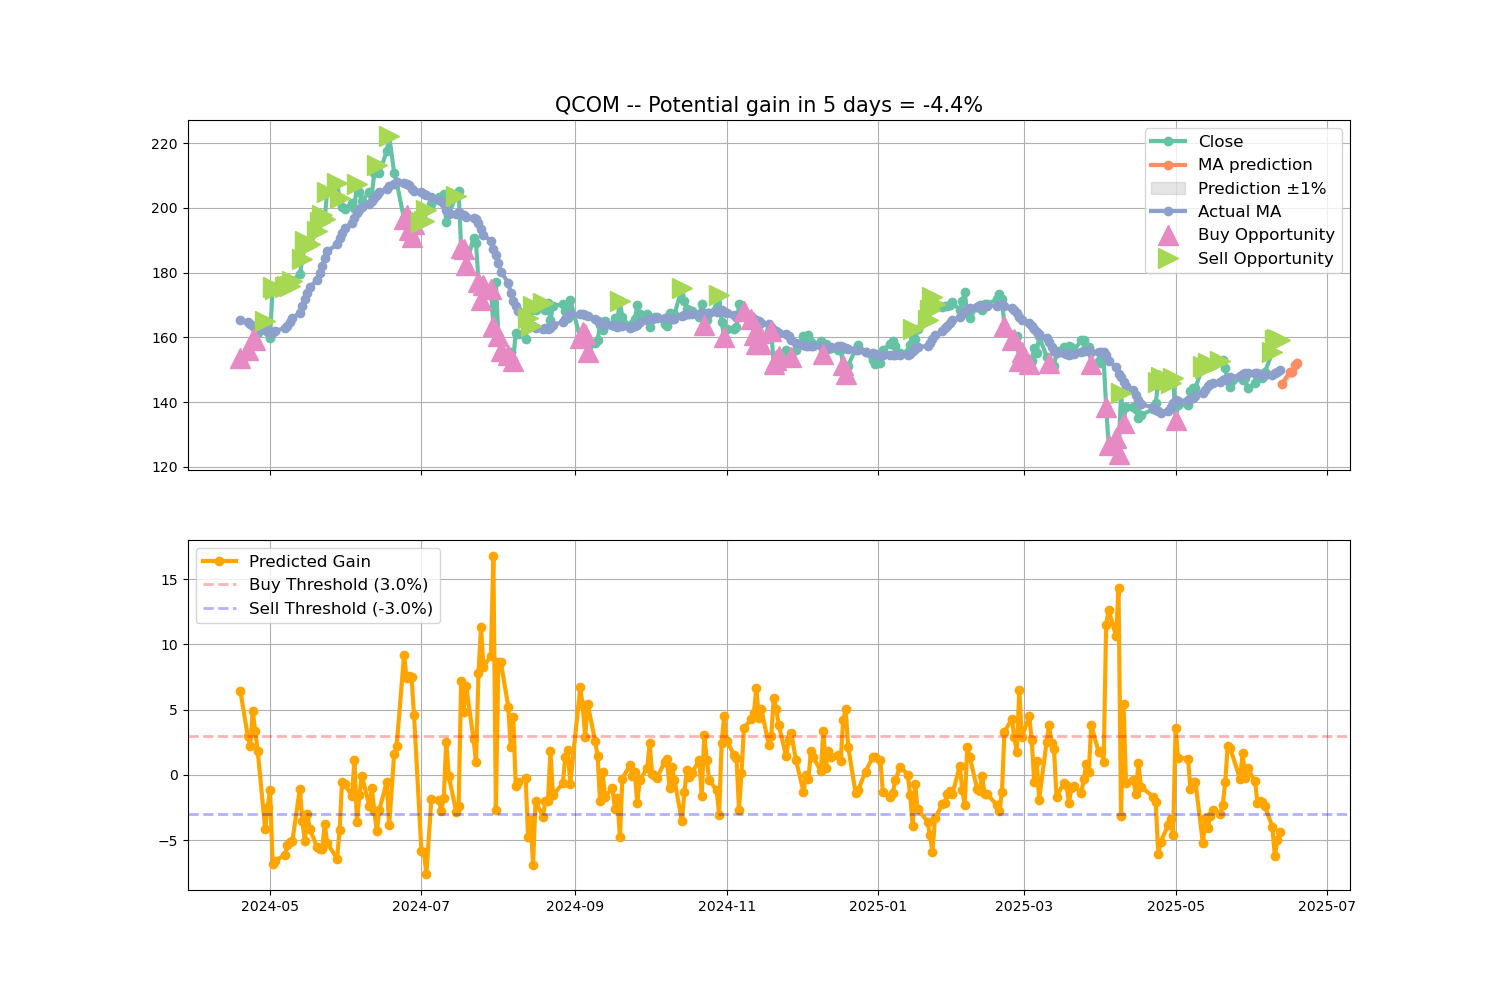 QCOM -- Potential gain in 5 days = -4.4%
220
200
180
160
140
120
Close
MA prediction
Prediction ±1%
Actual MA
Buy Opportunity
Sell Opportunity
15
10
5
0
−5
Predicted Gain
Buy Threshold (3.0%)
Sell Threshold (-3.0%)
2024-05
2024-07
2024-09
2024-11
2025-01
2025-03
2025-05
2025-07